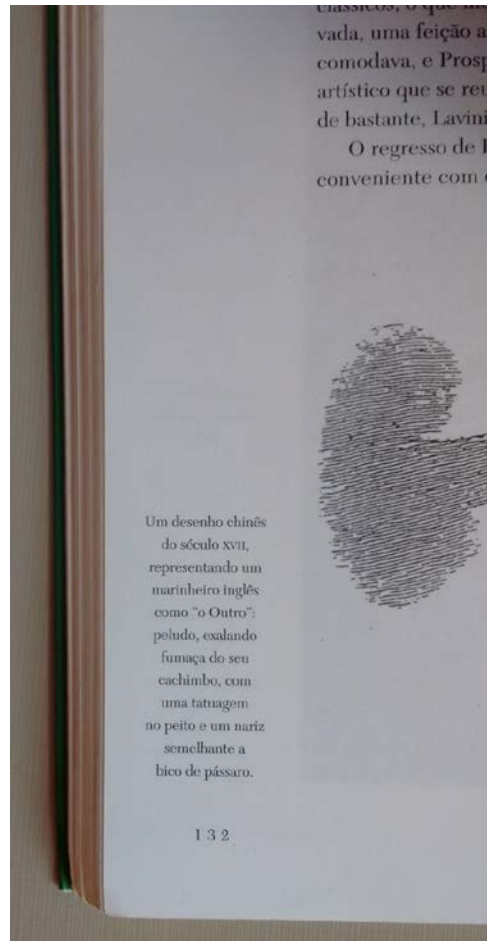 vada, uma feição a
comodava, e Prosp
artístico que se reu
de bastante, Lavini
O regresso de
conveniente com
Um desenho chinês
do século XVII,
representando um
marinheiro inglês
como "o Outro":
peludo, exalando
fumaça do seu
cachimbo, com
uma tatuagem
no peito e um nariz
semelhante a
bico de pássaro.
132